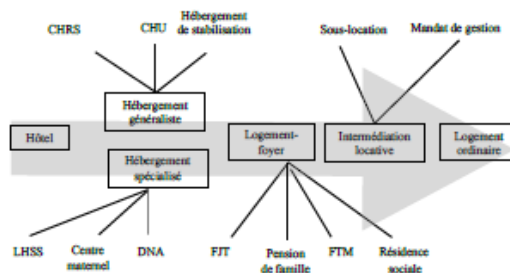 CHRS
CHU
Hébergement
de stabilisation
Sous-location
Mandat de gestion
Hébergement
généraliste
Hôtel
Logement-
foyer
Intermédiation
locative
Logement
ordinaire
Hébergement
spécialisé
LHSS
Centre
maternel
DNA
FJT
Pension
de famille
FTM
Résidence
sociale